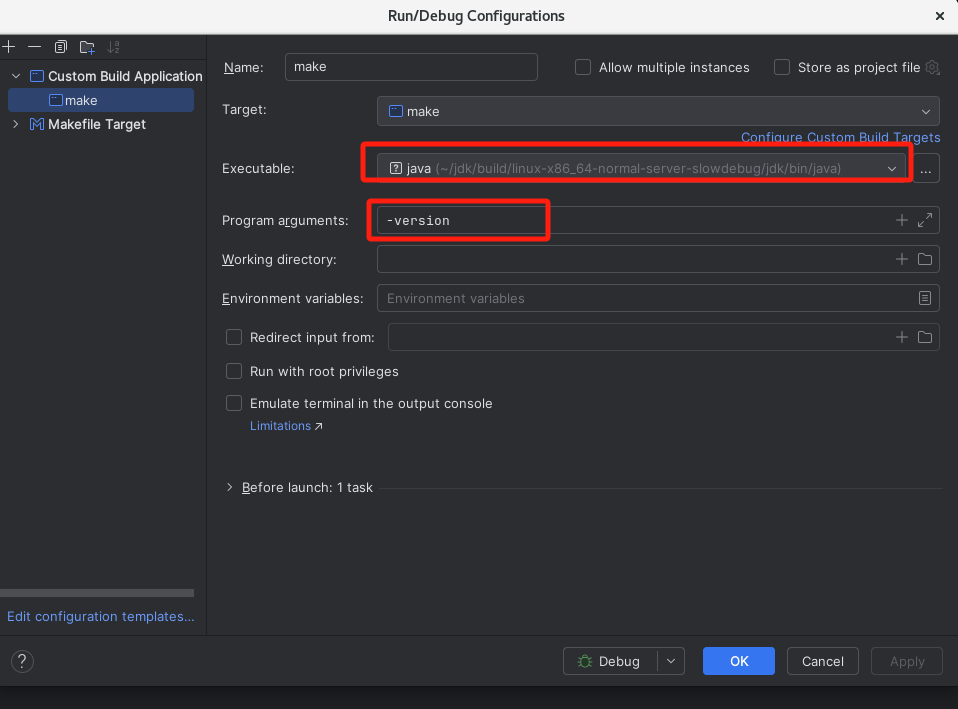 Run/Debug Configurations
Custom Build Application
make
Makefile Target
Edit configuration templates...
Name: make
Allow multiple instances
Store as project file
Target: make
Configure Custom Build Targets
Executable: java (~/jdk/build/linux-x86_64-normal-server-slowdebug/jdk/bin/java) ...
Program arguments: -version
Working directory:
Environment variables: Environment variables
Redirect input from:
Run with root privileges
Emulate terminal in the output console
Limitations
Before launch: 1 task
? Debug OK Cancel Apply